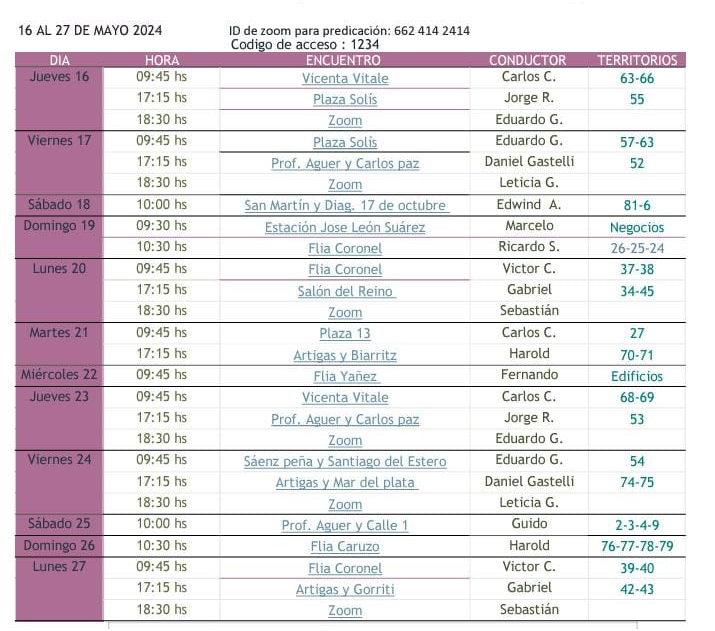 16 AL 27 DE MAYO 2024 ID de zoom para predicación: 662 414 2414
Codigo de acceso : 1234
DIA HORA ENCUENTRO CONDUCTOR TERRITORIOS
Jueves 16 09:45 hs Vicenta Vitale Carlos C. 63-66
17:15 hs Plaza Solís Jorge R. 55
18:30 hs Zoom Eduardo G.
Viernes 17 09:45 hs Plaza Solís Eduardo G. 57-63
17:15 hs Prof. Aguer y Carlos paz Daniel Gastelli 52
18:30 hs Zoom Leticia G.
Sábado 18 10:00 hs San Martín y Diag. 17 de octubre Edwind A. 81-6
Domingo 19 09:30 hs Estación Jose León Suárez Marcelo Negocios
10:30 hs Flia Coronel Ricardo S. 26-25-24
Lunes 20 09:45 hs Flia Coronel Victor C. 37-38
17:15 hs Salón del Reino Gabriel 34-45
18:30 hs Zoom Sebastián
Martes 21 09:45 hs Plaza 13 Carlos C. 27
17:15 hs Artigas y Biarritz Harold 70-71
Miércoles 22 09:45 hs Flia Yañez Fernando Edificios
Jueves 23 09:45 hs Vicenta Vitale Carlos C. 68-69
17:15 hs Prof. Aguer y Carlos paz Jorge R. 53
18:30 hs Zoom Eduardo G.
Viernes 24 09:45 hs Sáenz peña y Santiago del Estero Eduardo G. 54
17:15 hs Artigas y Mar del plata Daniel Gastelli 74-75
18:30 hs Zoom Leticia G.
Sábado 25 10:00 hs Prof. Aguer y Calle 1 Guido 2-3-4-9
Domingo 26 10:30 hs Flia Caruzo Harold 76-77-78-79
Lunes 27 09:45 hs Flia Coronel Victor C. 39-40
17:15 hs Artigas y Gorriti Gabriel 42-43
18:30 hs Zoom Sebastián